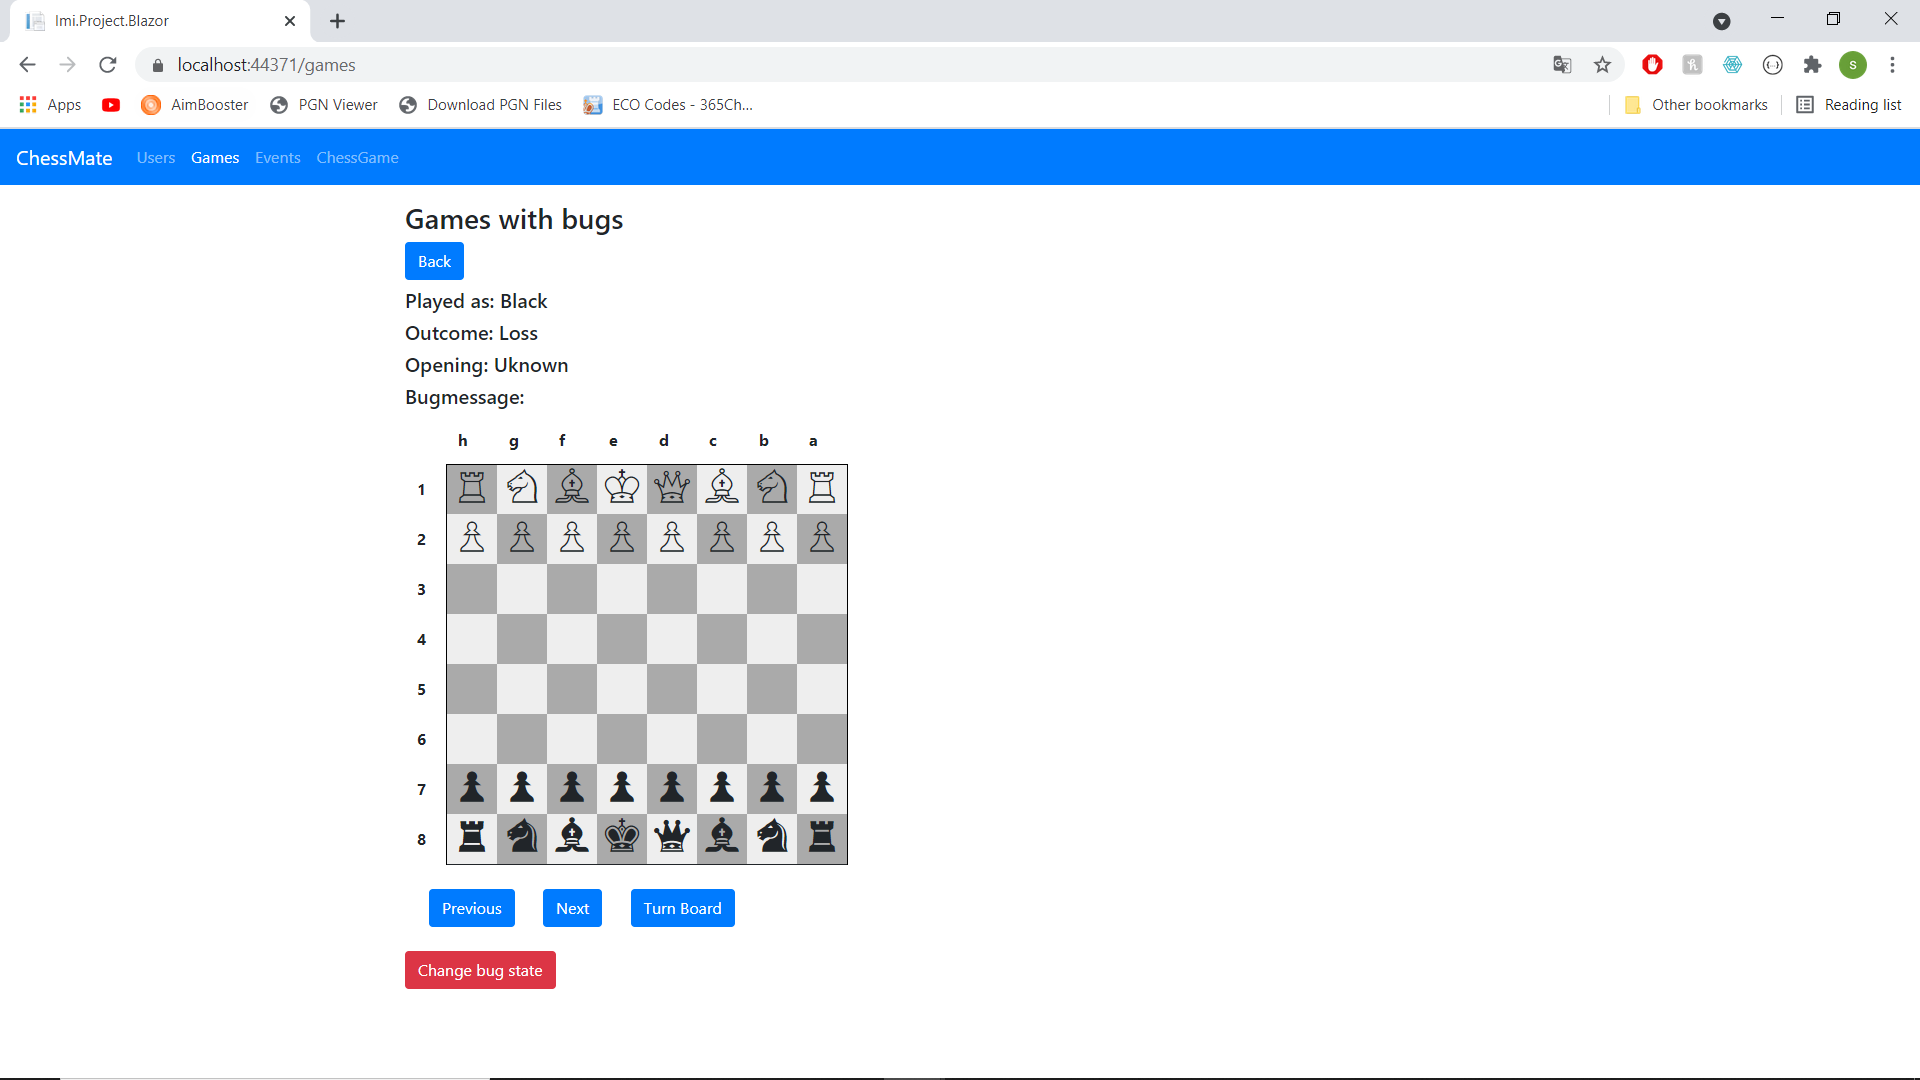 Imi.Project.Blazor
localhost:44371/games
S
Apps AimBooster PGN Viewer Download PGN Files ECO Codes - 365Ch... Other bookmarks Reading list
ChessMate Users Games Events ChessGame
Games with bugs
Back
Played as: Black
Outcome: Loss
Opening: Uknown
Bugmessage:
h g f e d c b a
1
2
3
4
5
6
7
8
Previous Next Turn Board
Change bug state